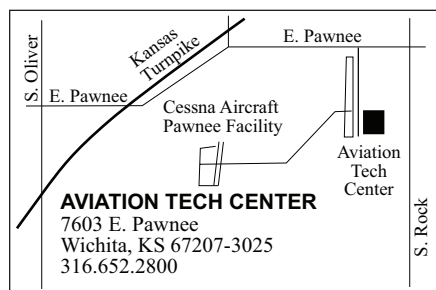 Kansas
Turnpike
E. Pawnee
S. Oliver
E. Pawnee
Cessna Aircraft
Pawnee Facility
Aviation
Tech
Center
S. Rock
AVIATION TECH CENTER
7603 E. Pawnee
Wichita, KS 67207-3025
316.652.2800